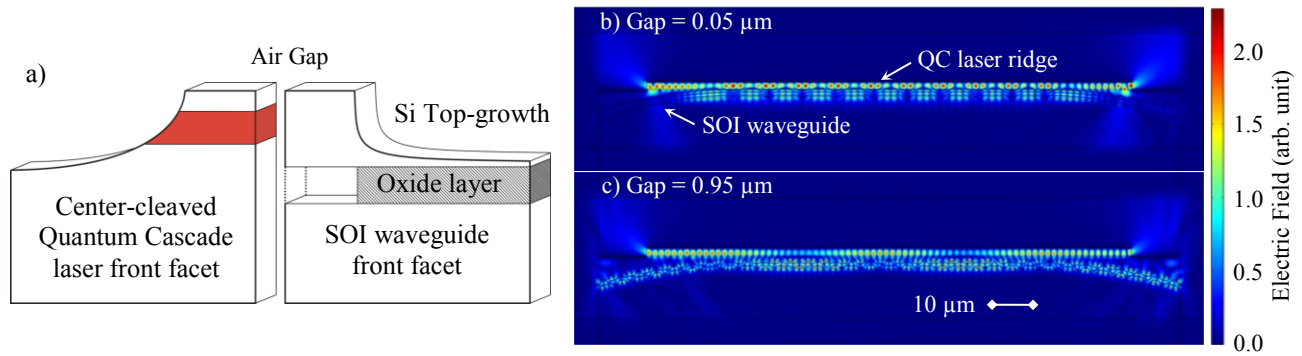 a)
Air Gap
Si Top-growth
Oxide layer
Center-cleaved
Quantum Cascade
laser front facet
SOI waveguide
front facet
b) Gap = 0.05 µm
QC laser ridge
SOI waveguide
c) Gap = 0.95 µm
10 µm
2.0
1.5
1.0
0.5
0.0
Electric Field (arb. unit)